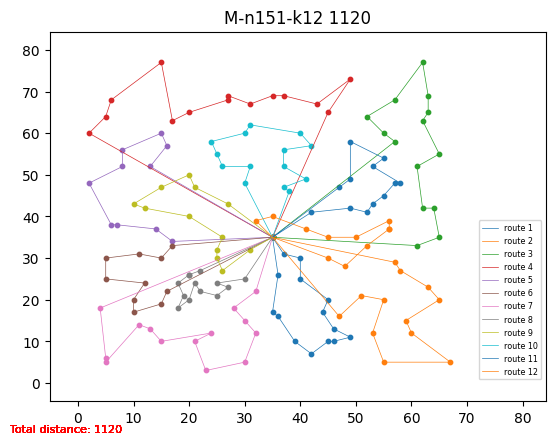 M-n151-k12 1120
80
70
60
50
40
30
20
10
0
0 10 20 30 40 50 60 70 80
route 1
route 2
route 3
route 4
route 5
route 6
route 7
route 8
route 9
route 10
route 11
route 12
Total distance: 1120